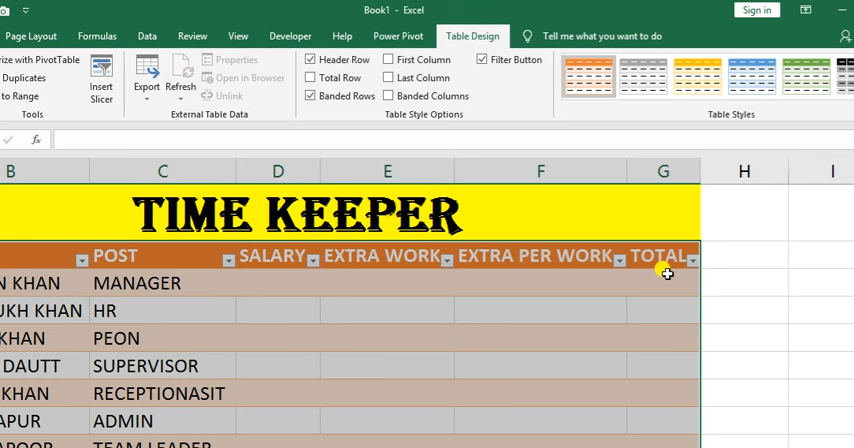 Book1 - Excel
Sign in
Page Layout Formulas Data Review View Developer Help Power Pivot Table Design Tell me what you want to do
rize with PivotTable
Duplicates
to Range
Tools
Insert
Slicer
Export
Refresh
Properties
Open in Browser
Unlink
External Table Data
Header Row First Column Filter Button
Total Row Last Column
Banded Rows Banded Columns
Table Style Options
Table Styles
fx
B C D E F G H I
TIME KEEPER
POST SALARY EXTRA WORK EXTRA PER WORK TOTAL
N KHAN MANAGER
UKH KHAN HR
KHAN PEON
DAUTT SUPERVISOR
KHAN RECEPTIONASIT
APUR ADMIN
APOOR TEAM LEADER